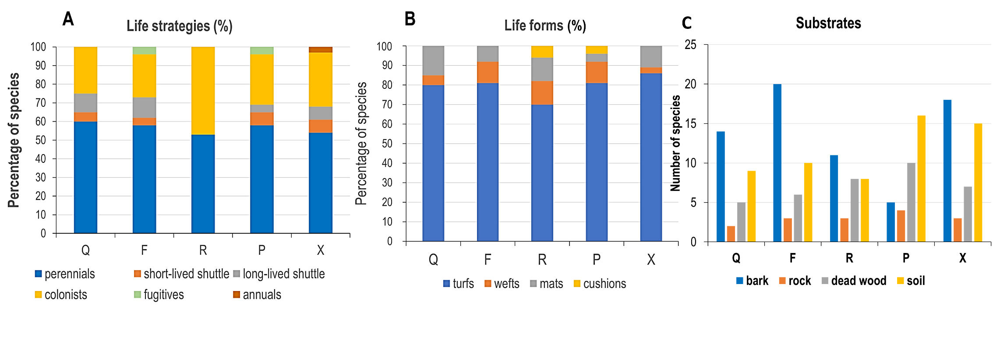 A
Life strategies (%)
Percentage of species
100
90
80
70
60
50
40
30
20
10
0
Q F R P X
perennials short-lived shuttle long-lived shuttle
colonists fugitives annuals
B
Life forms (%)
Percentage of species
100
90
80
70
60
50
40
30
20
10
0
Q F R P X
turfs wefts mats cushions
C
Substrates
Number of species
25
20
15
10
5
0
Q F R P X
bark rock dead wood soil